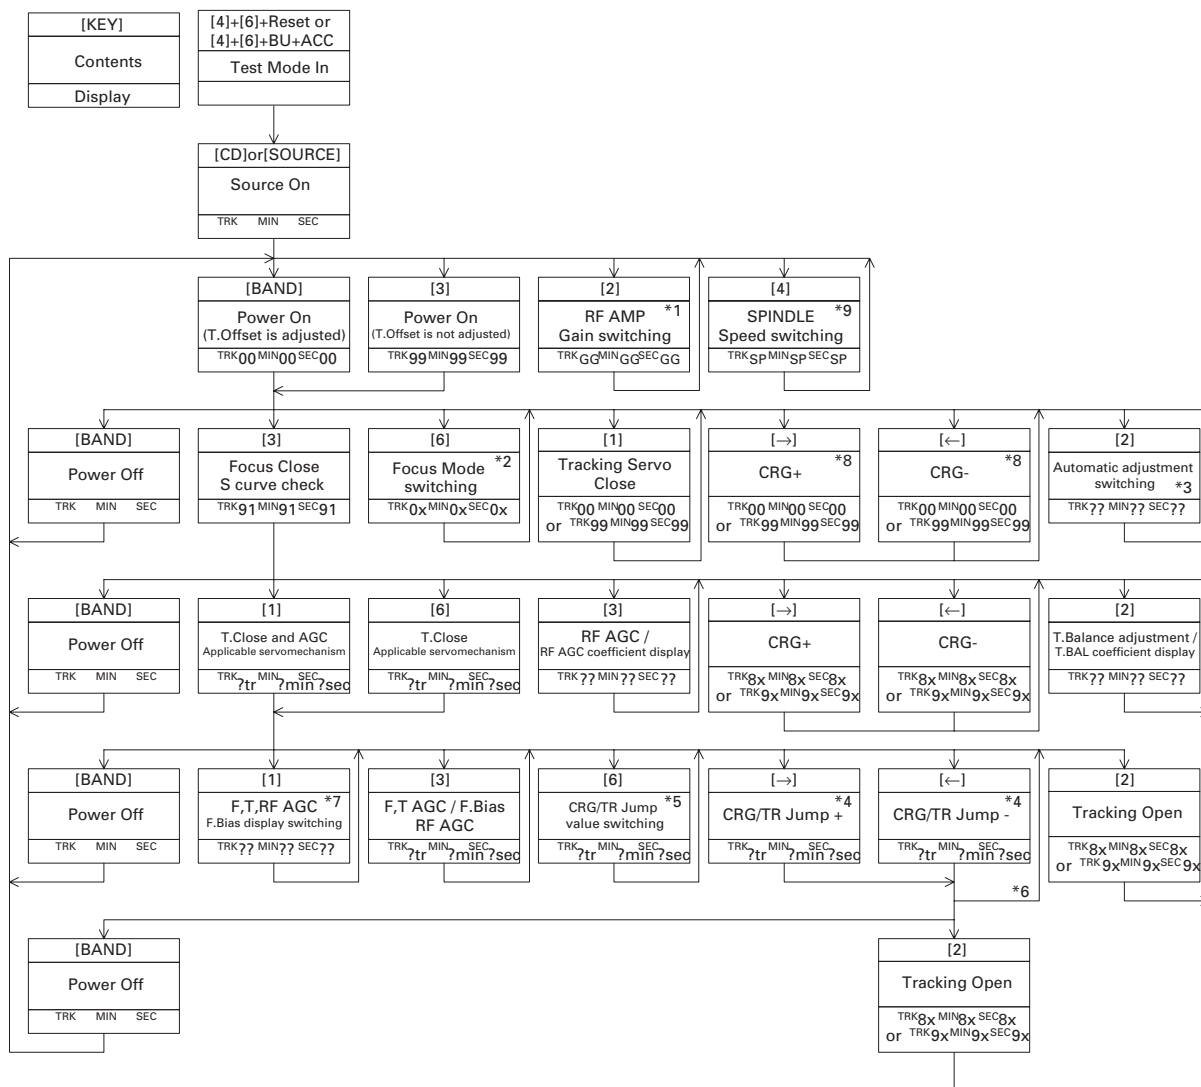 [KEY]
Contents
Display
[4]+[6]+Reset or
[4]+[6]+BU+ACC
Test Mode In
[CD]or[SOURCE]
Source On
TRK MIN SEC
[BAND]
Power On
(T.Offset is adjusted)
TRK00 MIN00 SEC00
[3]
Power On
(T.Offset is not adjusted)
TRK99 MIN99 SEC99
[2]
RF AMP *1
Gain switching
TRKGG MINGG SECGG
[4]
SPINDLE *9
Speed switching
TRKSP MINSP SECSP
[BAND]
Power Off
TRK MIN SEC
[3]
Focus Close
S curve check
TRK91 MIN91 SEC91
[6]
Focus Mode *2
switching
TRK0x MIN0x SEC0x
[1]
Tracking Servo
Close
TRK00 MIN00 SEC00
or TRK99 MIN99 SEC99
[→]
CRG+ *8
TRK00 MIN00 SEC00
or TRK99 MIN99 SEC99
[←]
CRG- *8
TRK00 MIN00 SEC00
or TRK99 MIN99 SEC99
[2]
Automatic adjustment
switching *3
TRK?? MIN?? SEC??
[BAND]
Power Off
TRK MIN SEC
[1]
T.Close and AGC
Applicable servomechanism
TRK?tr MIN?min SEC?sec
[6]
T.Close
Applicable servomechanism
TRK?tr MIN?min SEC?sec
[3]
RF AGC /
RF AGC coefficient display
TRK?? MIN?? SEC??
[→]
CRG+
TRK8x MIN8x SEC8x
or TRK9x MIN9x SEC9x
[←]
CRG-
TRK8x MIN8x SEC8x
or TRK9x MIN9x SEC9x
[2]
T.Balance adjustment /
T.BAL coefficient display
TRK?? MIN?? SEC??
[BAND]
Power Off
TRK MIN SEC
[1]
F,T,RF AGC *7
F.Bias display switching
TRK?? MIN?? SEC??
[3]
F,T AGC / F.Bias
RF AGC
TRK?tr MIN?min SEC?sec
[6]
CRG/TR Jump *5
value switching
TRK?tr MIN?min SEC?sec
[→]
CRG/TR Jump + *4
TRK?tr MIN?min SEC?sec
[←]
CRG/TR Jump - *4
TRK?tr MIN?min SEC?sec
[2]
Tracking Open
TRK8x MIN8x SEC8x
or TRK9x MIN9x SEC9x
*6
[BAND]
Power Off
TRK MIN SEC
[2]
Tracking Open
TRK8x MIN8x SEC8x
or TRK9x MIN9x SEC9x